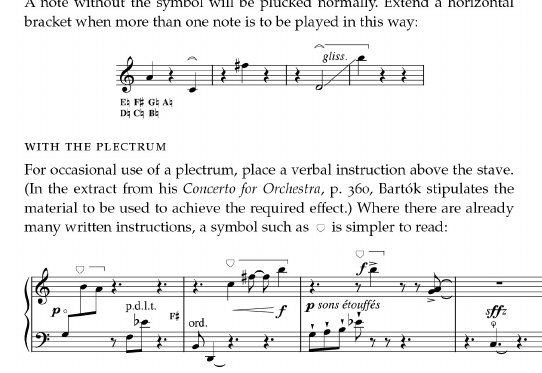 A note without the symbol will be plucked normally. Extend a horizontal
bracket when more than one note is to be played in this way:
gliss.
E♮ F♯ G♮ A♮
D♮ C♮ B♮
WITH THE PLECTRUM
For occasional use of a plectrum, place a verbal instruction above the stave.
(In the extract from his Concerto for Orchestra, p. 360, Bartók stipulates the
material to be used to achieve the required effect.) Where there are already
many written instructions, a symbol such as is simpler to read:
f
p p.d.l.t. F♯ ord. f p sons étouffés sffz